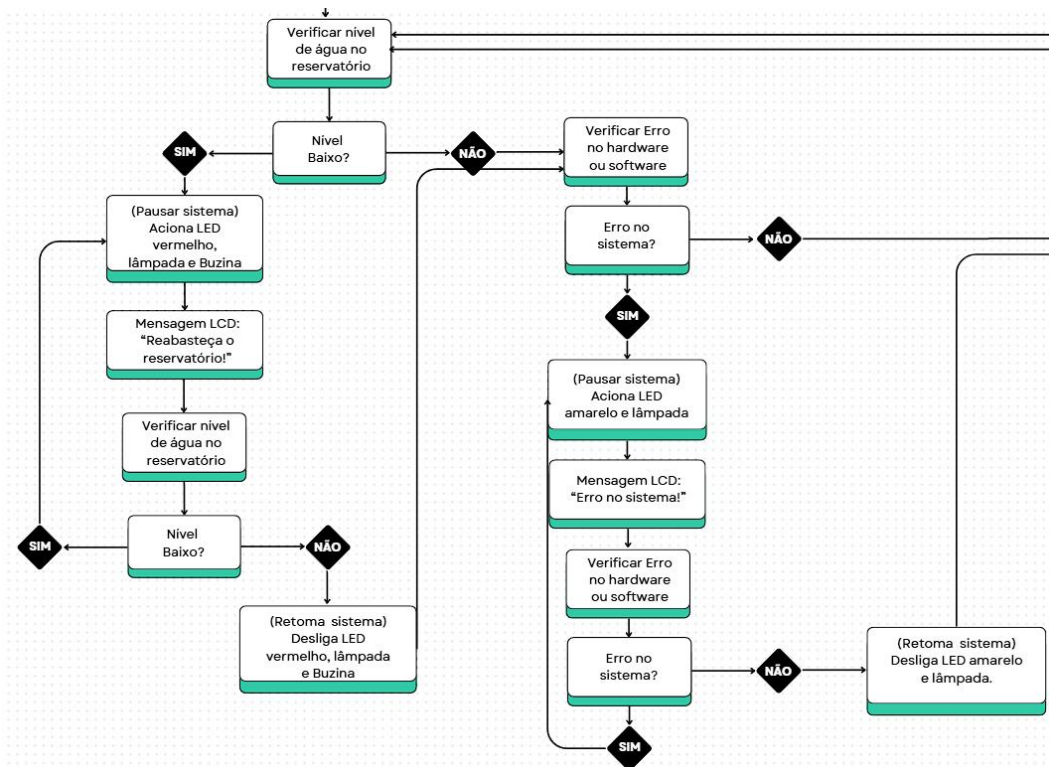 Verificar nível
de água no
reservatório
Nível
Baixo?
SIM
NÃO
(Pausar sistema)
Aciona LED
vermelho,
lâmpada e Buzina
Mensagem LCD:
“Reabasteça o
reservatório!”
Verificar nível
de água no
reservatório
Nível
Baixo?
SIM
NÃO
(Retoma sistema)
Desliga LED
vermelho, lâmpada
e Buzina
Verificar Erro
no hardware
ou software
Erro no
sistema?
NÃO
SIM
(Pausar sistema)
Aciona LED
amarelo e lâmpada
Mensagem LCD:
“Erro no sistema!”
Verificar Erro
no hardware
ou software
Erro no
sistema?
NÃO
SIM
(Retoma sistema)
Desliga LED amarelo
e lâmpada.